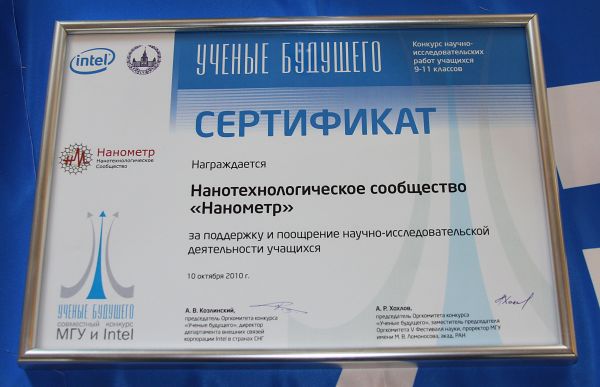 intel
УЧЕНЫЕ БУДУЩЕГО
Конкурс научно-
исследовательских
работ учащихся
9-11 классов
СЕРТИФИКАТ
Нанометр
Нанотехнологическое
Сообщество
Награждается
Нанотехнологическое сообщество
«Нанометр»
за поддержку и поощрение научно-исследовательской
деятельности учащихся
10 октября 2010 г.
УЧЕНЫЕ БУДУЩЕГО
совместный конкурс
МГУ и Intel
А. В. Козлинский,
председатель Оргкомитета конкурса
«Ученые будущего», директор
департамента внешних связей
корпорации Intel в странах СНГ
А. Р. Хохлов,
председатель Оргкомитета конкурса
«Ученые будущего», заместитель председателя
Оргкомитета V Фестиваля науки, проректор МГУ
имени М. В. Ломоносова, акад. РАН